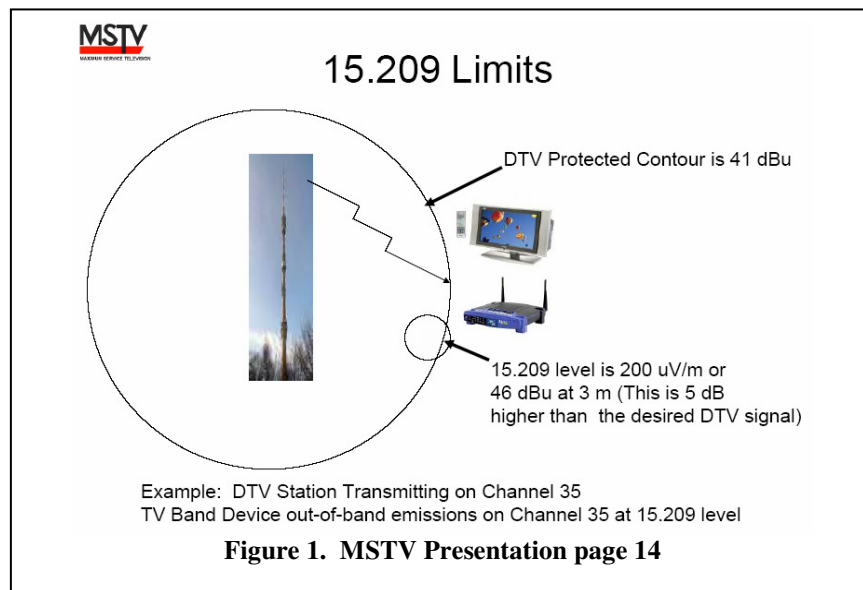 MSTV
MAXIMUM SERVICE TELEVISION
15.209 Limits
DTV Protected Contour is 41 dBu
15.209 level is 200 uV/m or
46 dBu at 3 m (This is 5 dB
higher than the desired DTV signal)
Example: DTV Station Transmitting on Channel 35
TV Band Device out-of-band emissions on Channel 35 at 15.209 level
Figure 1. MSTV Presentation page 14